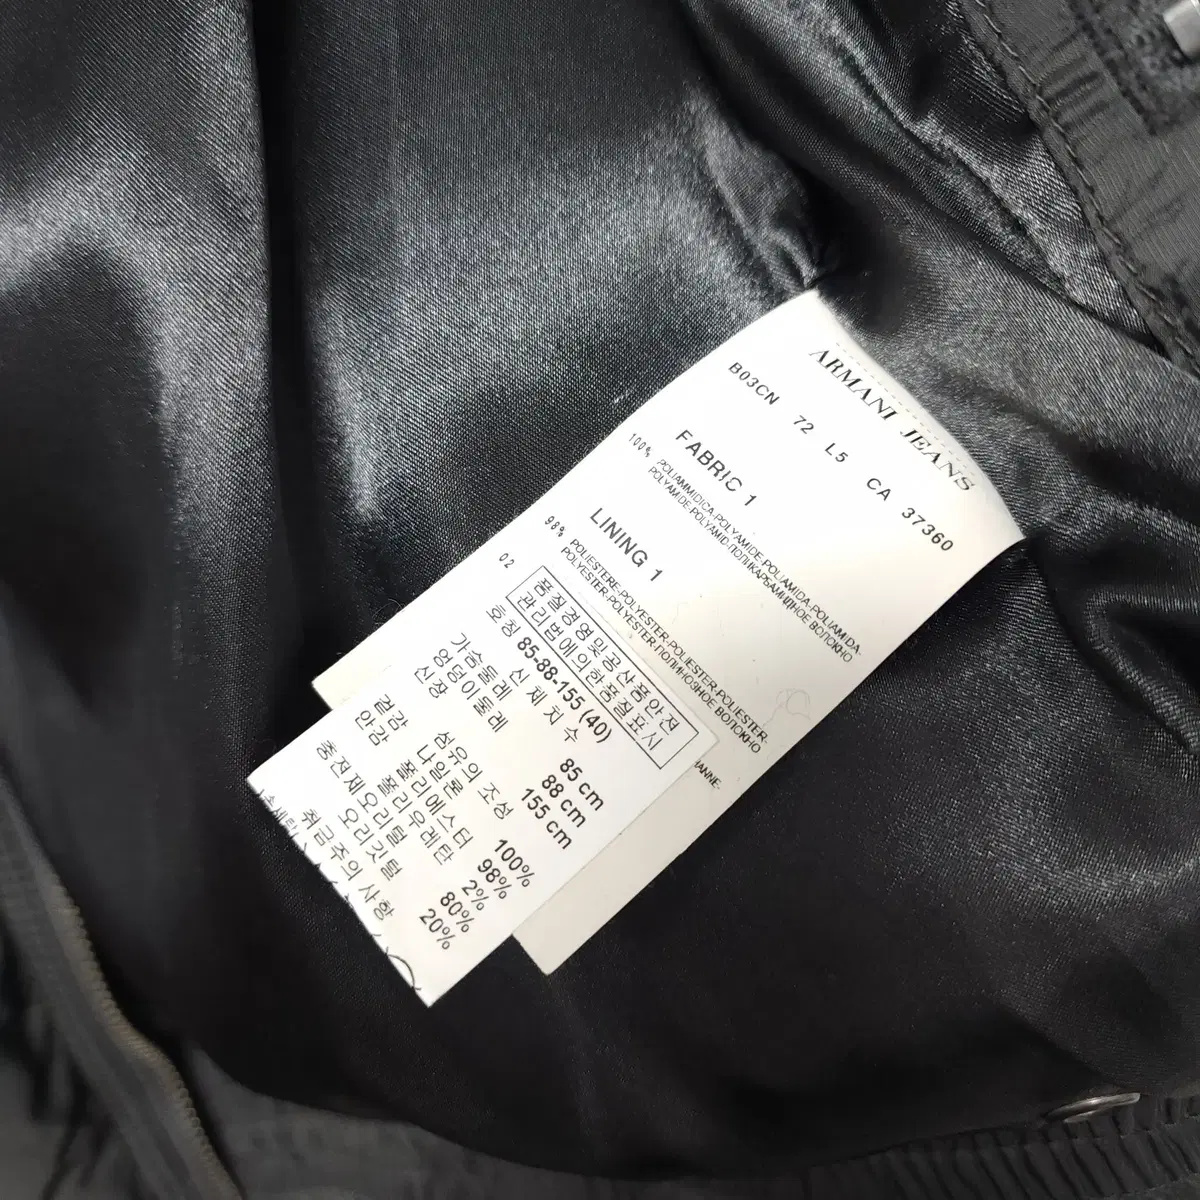 ARMANI JEANS
B03CN 72 L5 CA 37360
FABRIC 1
100% POLIAMMIDICA-POLYAMIDE-POLIAMIDA-POLIAMIDA-
POLYAMIDE-POLYAMID-ПОЛИКАРБАМИДНОЕ ВОЛОКНО
LINING 1
98% POLIESTERE-POLYESTER-POLIESTER-POLIESTER-
POLYESTER-POLYESTER-ПОЛИНОЗНОЕ ВОЛОКНО
02
ANNE-
품질경영및공산품안전
관리법에의한품질표시
호칭 85-88-155 (40)
신체치수
가슴둘레 85 cm
엉덩이둘레 88 cm
신장 155 cm
섬유의 조성
겉감 나일론 100%
안감 폴리에스터 98%
폴리우레탄 2%
충전재 오리털 80%
오리깃털 20%
취급주의 사항